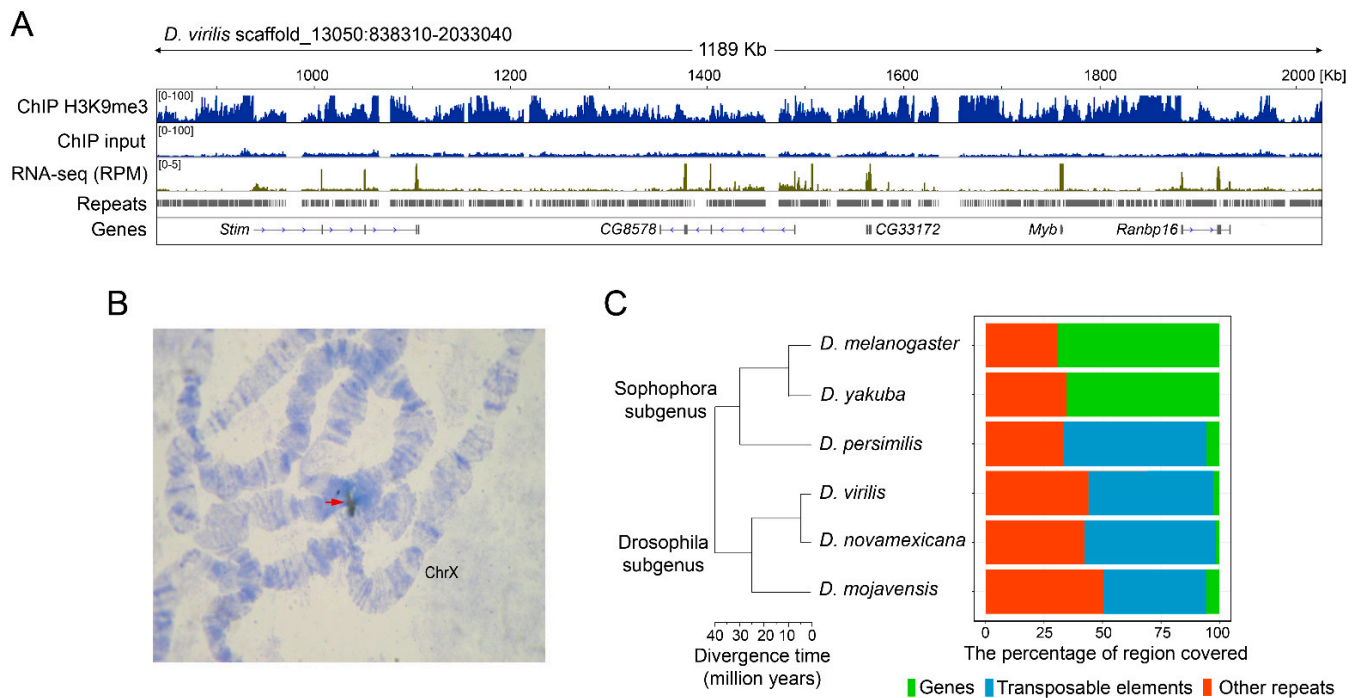 A
D. virilis scaffold_13050:838310-2033040
1189 Kb
1000 1200 1400 1600 1800 2000 [Kb]
ChIP H3K9me3 [0-100]
ChIP input [0-100]
RNA-seq (RPM) [0-5]
Repeats
Genes Stim CG8578 CG33172 Myb Ranbp16
B
ChrX
C
Sophophora
subgenus
Drosophila
subgenus
D. melanogaster
D. yakuba
D. persimilis
D. virilis
D. novamexicana
D. mojavensis
40 30 20 10 0
Divergence time
(million years)
0 25 50 75 100
The percentage of region covered
Genes Transposable elements Other repeats